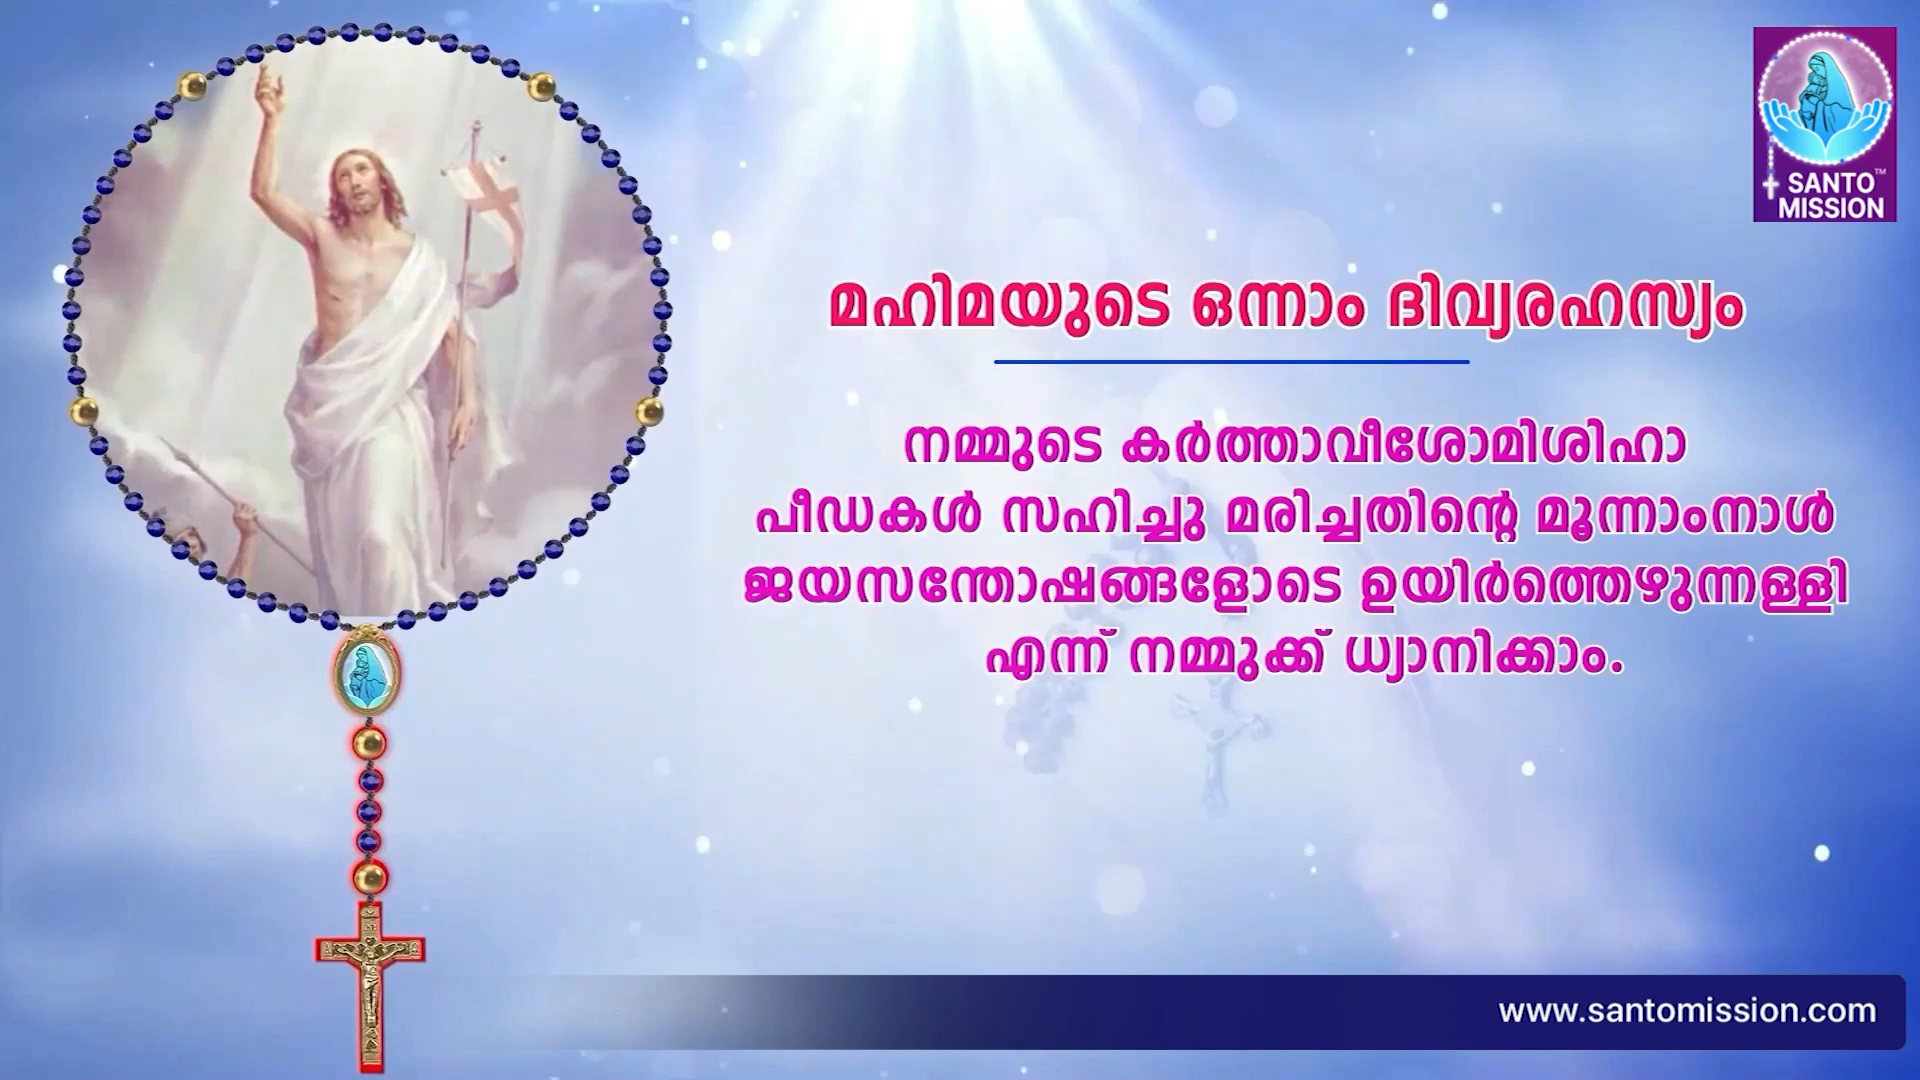 SANTO™
MISSION
മഹിമയുടെ ഒന്നാം ദിവ്യരഹസ്യം
നമ്മുടെ കർത്താവീശോമിശിഹാ
പീഡകൾ സഹിച്ചു മരിച്ചതിന്റെ മൂന്നാംനാൾ
ജയസന്തോഷങ്ങളോടെ ഉയിർത്തെഴുന്നള്ളി
എന്ന് നമ്മുക്ക് ധ്യാനിക്കാം.
www.santomission.com